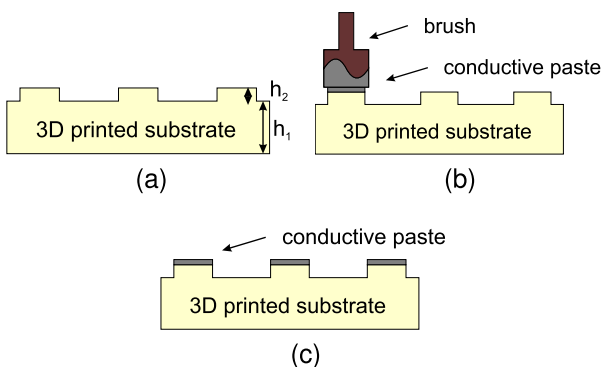 h₂
3D printed substrate
h₁
(a)
brush
conductive paste
3D printed substrate
(b)
conductive paste
3D printed substrate
(c)